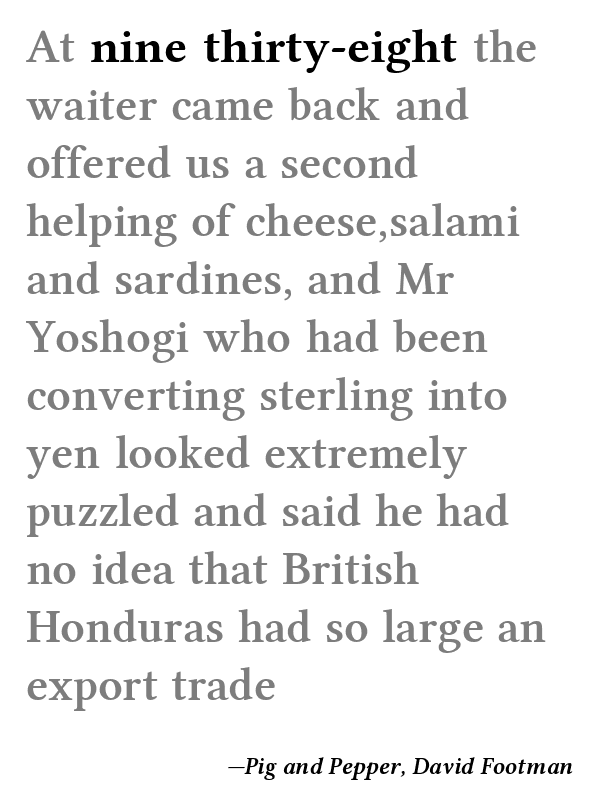 At nine thirty-eight the
waiter came back and
offered us a second
helping of cheese,salami
and sardines, and Mr
Yoshogi who had been
converting sterling into
yen looked extremely
puzzled and said he had
no idea that British
Honduras had so large an
export trade
—Pig and Pepper, David Footman